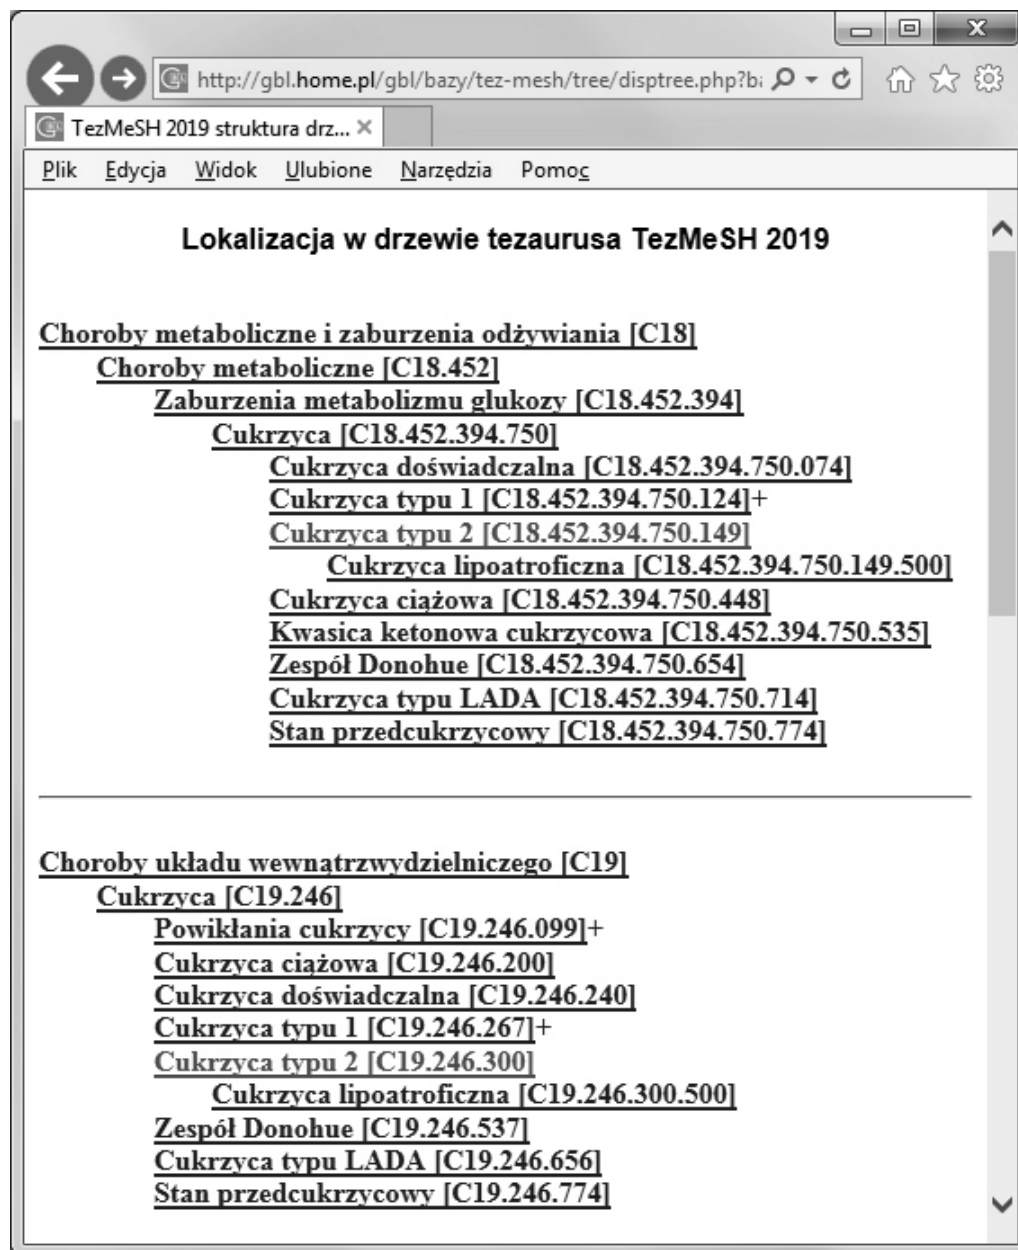 http://gbl.home.pl/gbl/bazy/tez-mesh/tree/disptree.php?b
TezMeSH 2019 struktura drz...
Plik Edycja Widok Ulubione Narzędzia Pomoc
Lokalizacja w drzewie tezaurusa TezMeSH 2019
Choroby metaboliczne i zaburzenia odżywiania [C18]
Choroby metaboliczne [C18.452]
Zaburzenia metabolizmu glukozy [C18.452.394]
Cukrzyca [C18.452.394.750]
Cukrzyca doświadczalna [C18.452.394.750.074]
Cukrzyca typu 1 [C18.452.394.750.124]+
Cukrzyca typu 2 [C18.452.394.750.149]
Cukrzyca lipoatroficzna [C18.452.394.750.149.500]
Cukrzyca ciążowa [C18.452.394.750.448]
Kwasica ketonowa cukrzycowa [C18.452.394.750.535]
Zespół Donohue [C18.452.394.750.654]
Cukrzyca typu LADA [C18.452.394.750.714]
Stan przedcukrzycowy [C18.452.394.750.774]
Choroby układu wewnątrzwydzielniczego [C19]
Cukrzyca [C19.246]
Powikłania cukrzycy [C19.246.099]+
Cukrzyca ciążowa [C19.246.200]
Cukrzyca doświadczalna [C19.246.240]
Cukrzyca typu 1 [C19.246.267]+
Cukrzyca typu 2 [C19.246.300]
Cukrzyca lipoatroficzna [C19.246.300.500]
Zespół Donohue [C19.246.537]
Cukrzyca typu LADA [C19.246.656]
Stan przedcukrzycowy [C19.246.774]